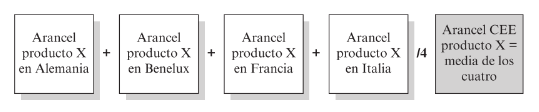 Arancel
producto X
en Alemania
+
Arancel
producto X
en Benelux
+
Arancel
producto X
en Francia
+
Arancel
producto X
en Italia
/4
Arancel CEE
producto X =
media de los
cuatro